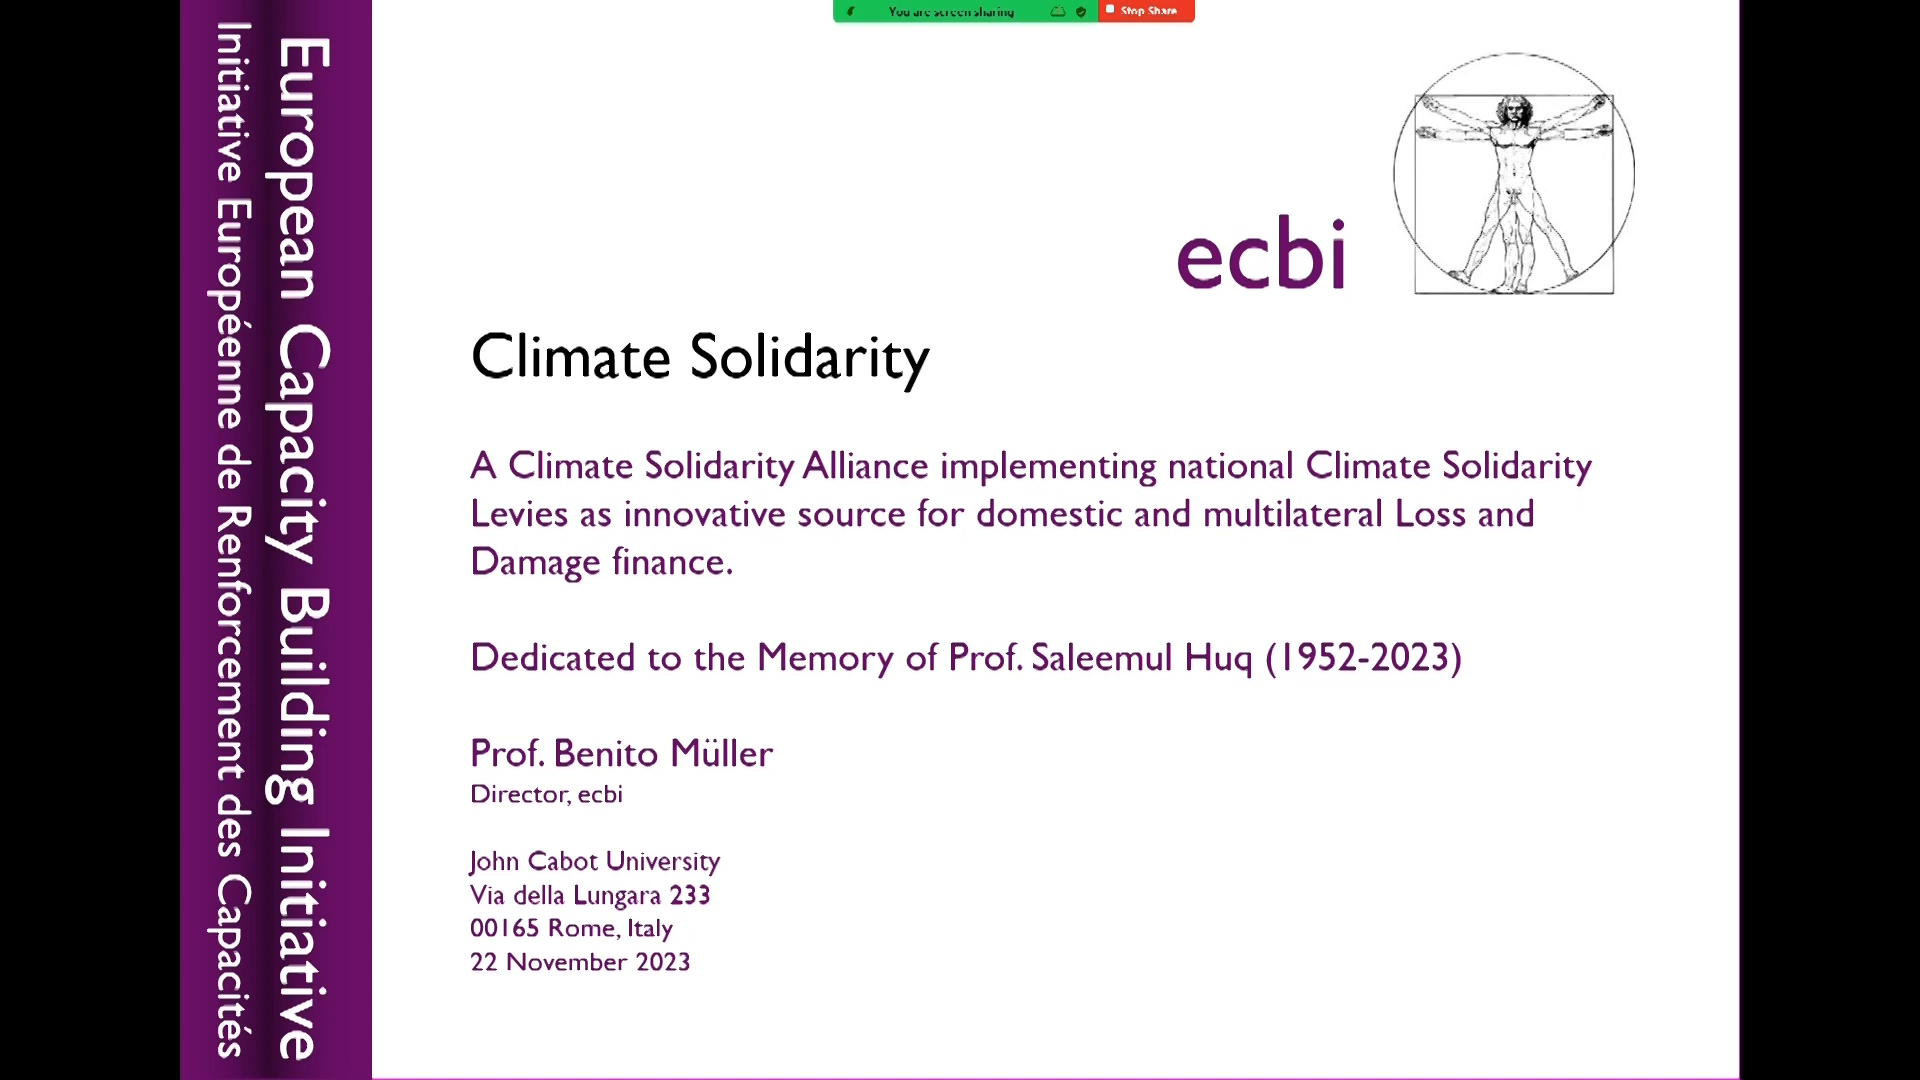 You are screen sharing
Stop Share
European Capacity Building Initiative
Initiative Européenne de Renforcement des Capacités
ecbi
Climate Solidarity
A Climate Solidarity Alliance implementing national Climate Solidarity
Levies as innovative source for domestic and multilateral Loss and
Damage finance.
Dedicated to the Memory of Prof. Saleemul Huq (1952-2023)
Prof. Benito Müller
Director, ecbi
John Cabot University
Via della Lungara 233
00165 Rome, Italy
22 November 2023